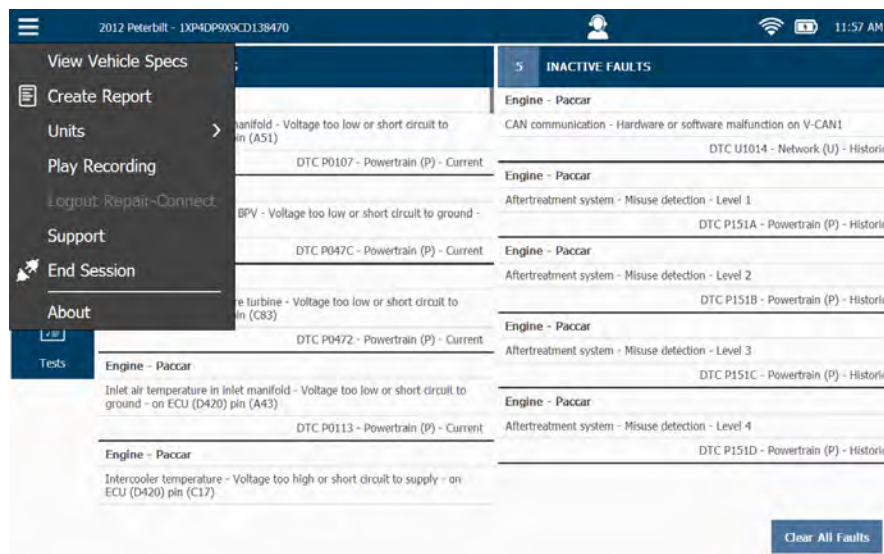 2012 Peterbilt - 1XP4DP9X9CD138470
11:57 AM
View Vehicle Specs
Create Report
Units
Play Recording
Logout Repair-Connect
Support
End Session
About
Tests
manifold - Voltage too low or short circuit to
in (A51)
DTC P0107 - Powertrain (P) - Current
BPV - Voltage too low or short circuit to ground -
DTC P047C - Powertrain (P) - Current
re turbine - Voltage too low or short circuit to
in (C83)
DTC P0472 - Powertrain (P) - Current
Engine - Paccar
Inlet air temperature in inlet manifold - Voltage too low or short circuit to
ground - on ECU (D420) pin (A43)
DTC P0113 - Powertrain (P) - Current
Engine - Paccar
Intercooler temperature - Voltage too high or short circuit to supply - on
ECU (D420) pin (C17)
5 INACTIVE FAULTS
Engine - Paccar
CAN communication - Hardware or software malfunction on V-CAN1
DTC U1014 - Network (U) - Historic
Engine - Paccar
Aftertreatment system - Misuse detection - Level 1
DTC P151A - Powertrain (P) - Historic
Engine - Paccar
Aftertreatment system - Misuse detection - Level 2
DTC P151B - Powertrain (P) - Historic
Engine - Paccar
Aftertreatment system - Misuse detection - Level 3
DTC P151C - Powertrain (P) - Historic
Engine - Paccar
Aftertreatment system - Misuse detection - Level 4
DTC P151D - Powertrain (P) - Historic
Clear All Faults